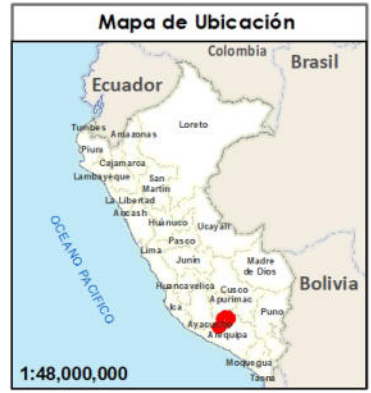 Mapa de Ubicación
Colombia
Brasil
Ecuador
Loreto
Tumbes
Amazonas
Piura
Cajamarca
Lambayeque
San
Martin
La Libertad
Ancash
Huánuco
Ucayali
OCEANO PACIFICO
Pasco
Lima
Junín
Madre
de Dios
Huancavelica
Cusco
Bolivia
Apurimac
Ica
Puno
Ayacucho
Arequipa
Moquegua
1:48,000,000
Tacna